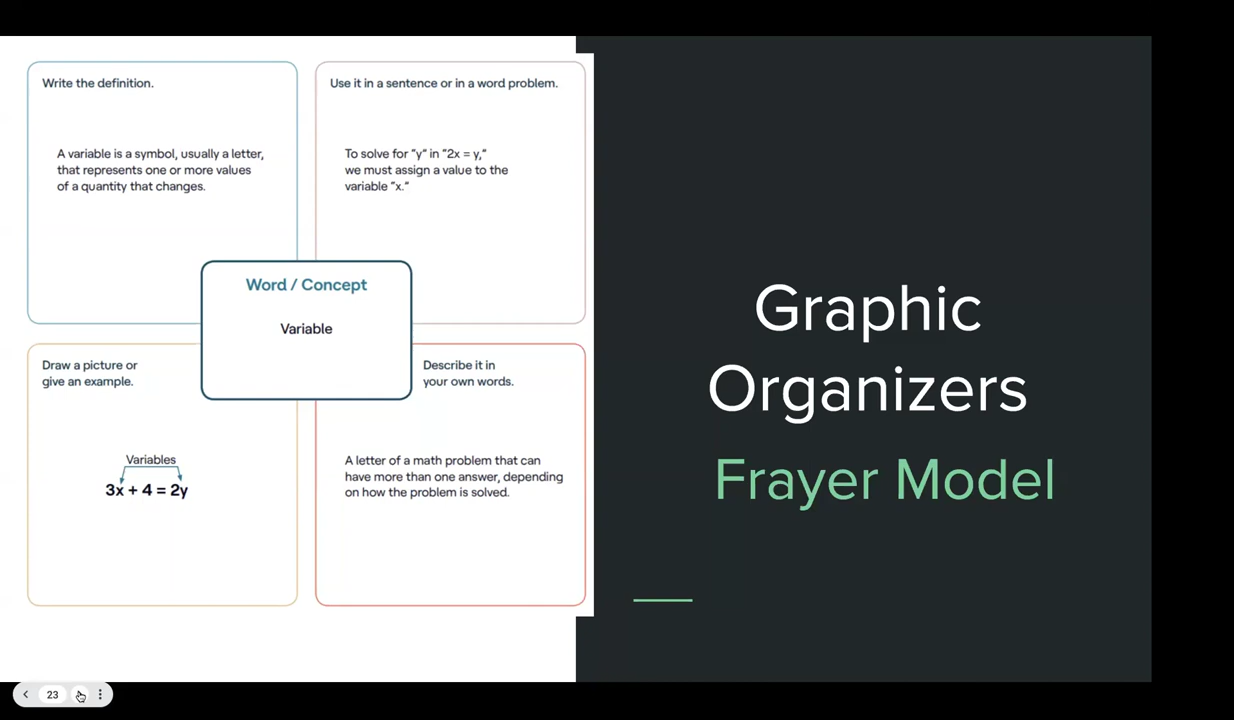 Write the definition.
A variable is a symbol, usually a letter,
that represents one or more values
of a quantity that changes.
Use it in a sentence or in a word problem.
To solve for “y” in “2x = y,”
we must assign a value to the
variable “x.”
Word / Concept
Variable
Draw a picture or
give an example.
Variables
3x + 4 = 2y
Describe it in
your own words.
A letter of a math problem that can
have more than one answer, depending
on how the problem is solved.
Graphic
Organizers
Frayer Model
23